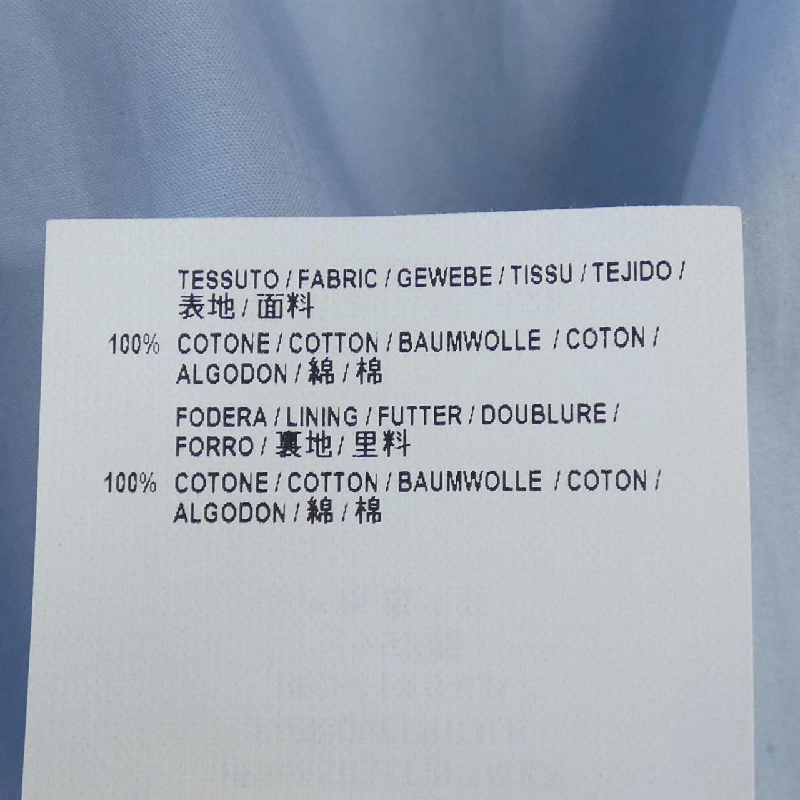 TESSUTO / FABRIC / GEWEBE / TISSU / TEJIDO /
表地 / 面料
100% COTONE / COTTON / BAUMWOLLE / COTON /
ALGODON / 綿 / 棉
FODERA / LINING / FUTTER / DOUBLURE /
FORRO / 裏地 / 里料
100% COTONE / COTTON / BAUMWOLLE / COTON /
ALGODON / 綿 / 棉